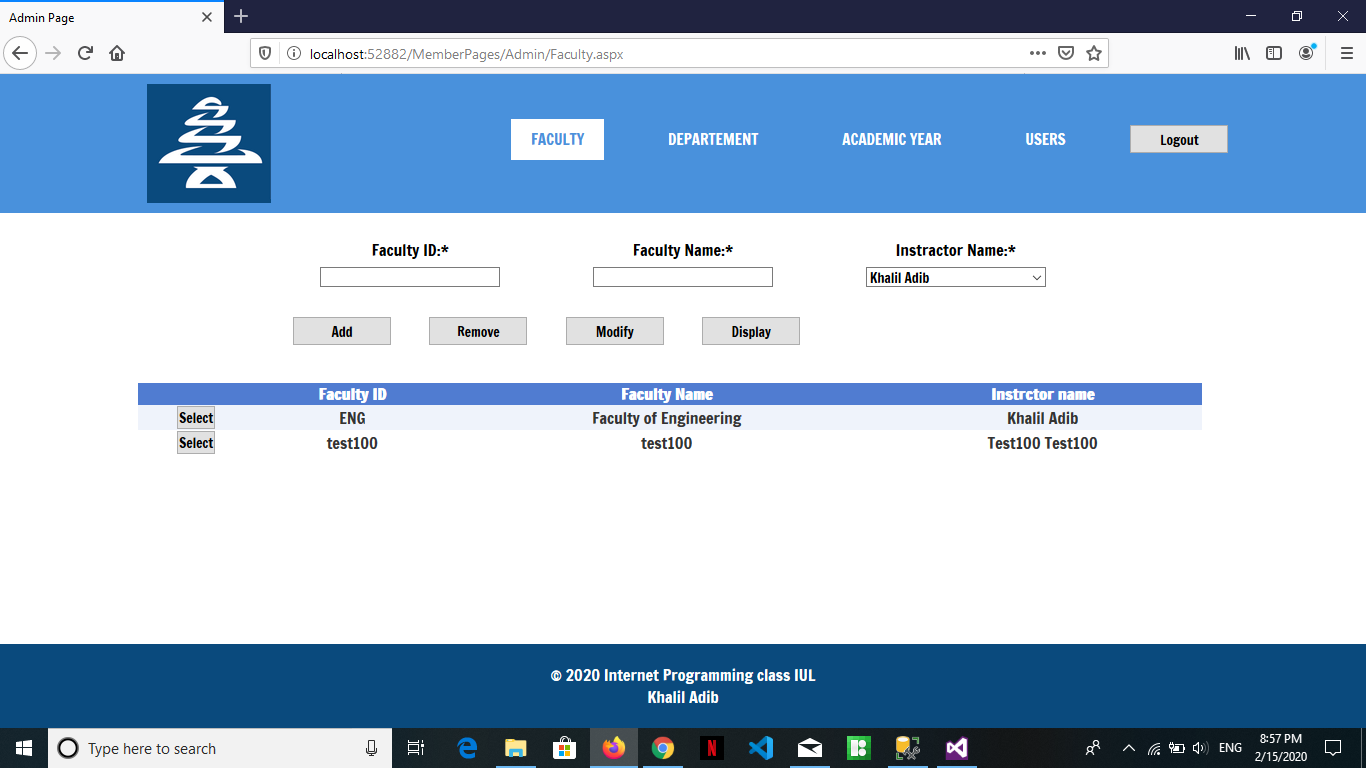 Admin Page
localhost:52882/MemberPages/Admin/Faculty.aspx
FACULTY DEPARTEMENT ACADEMIC YEAR USERS Logout
Faculty ID:* Faculty Name:* Instractor Name:*
Khalil Adib
Add Remove Modify Display
Faculty ID Faculty Name Instrctor name
Select ENG Faculty of Engineering Khalil Adib
Select test100 test100 Test100 Test100
© 2020 Internet Programming class IUL
Khalil Adib
Type here to search
N
ENG
8:57 PM
2/15/2020